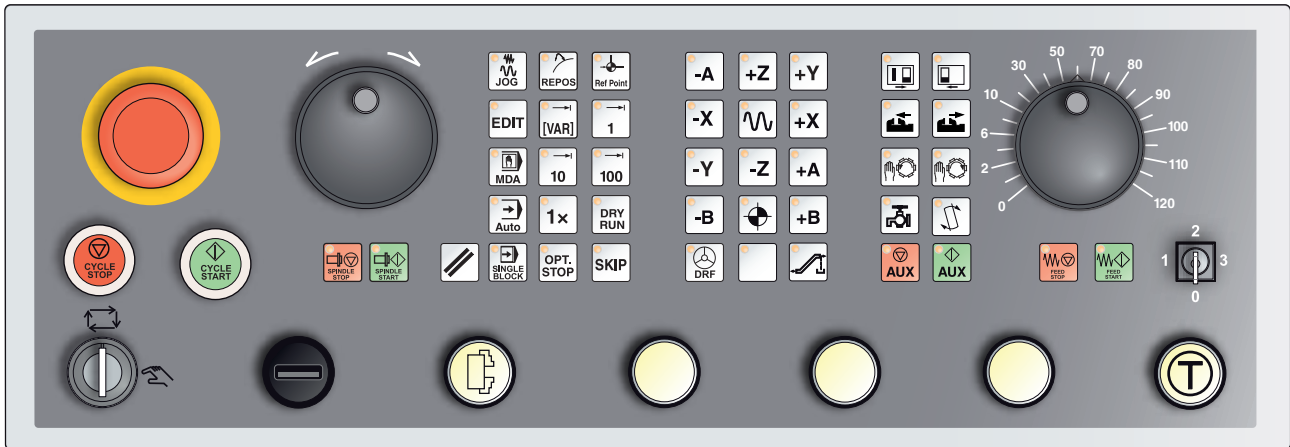 JOG
REPOS
Ref Point
-A
+Z
+Y
EDIT
[VAR]
1
-X
+X
MDA
10
100
-Y
-Z
+A
Auto
1×
DRY
RUN
-B
+B
CYCLE
STOP
CYCLE
START
SPINDLE
STOP
SPINDLE
START
SINGLE
BLOCK
OPT.
STOP
SKIP
DRF
AUX
AUX
FEED
STOP
FEED
START
0
2
6
10
30
50
70
80
90
100
110
120
2
1
3
0
T